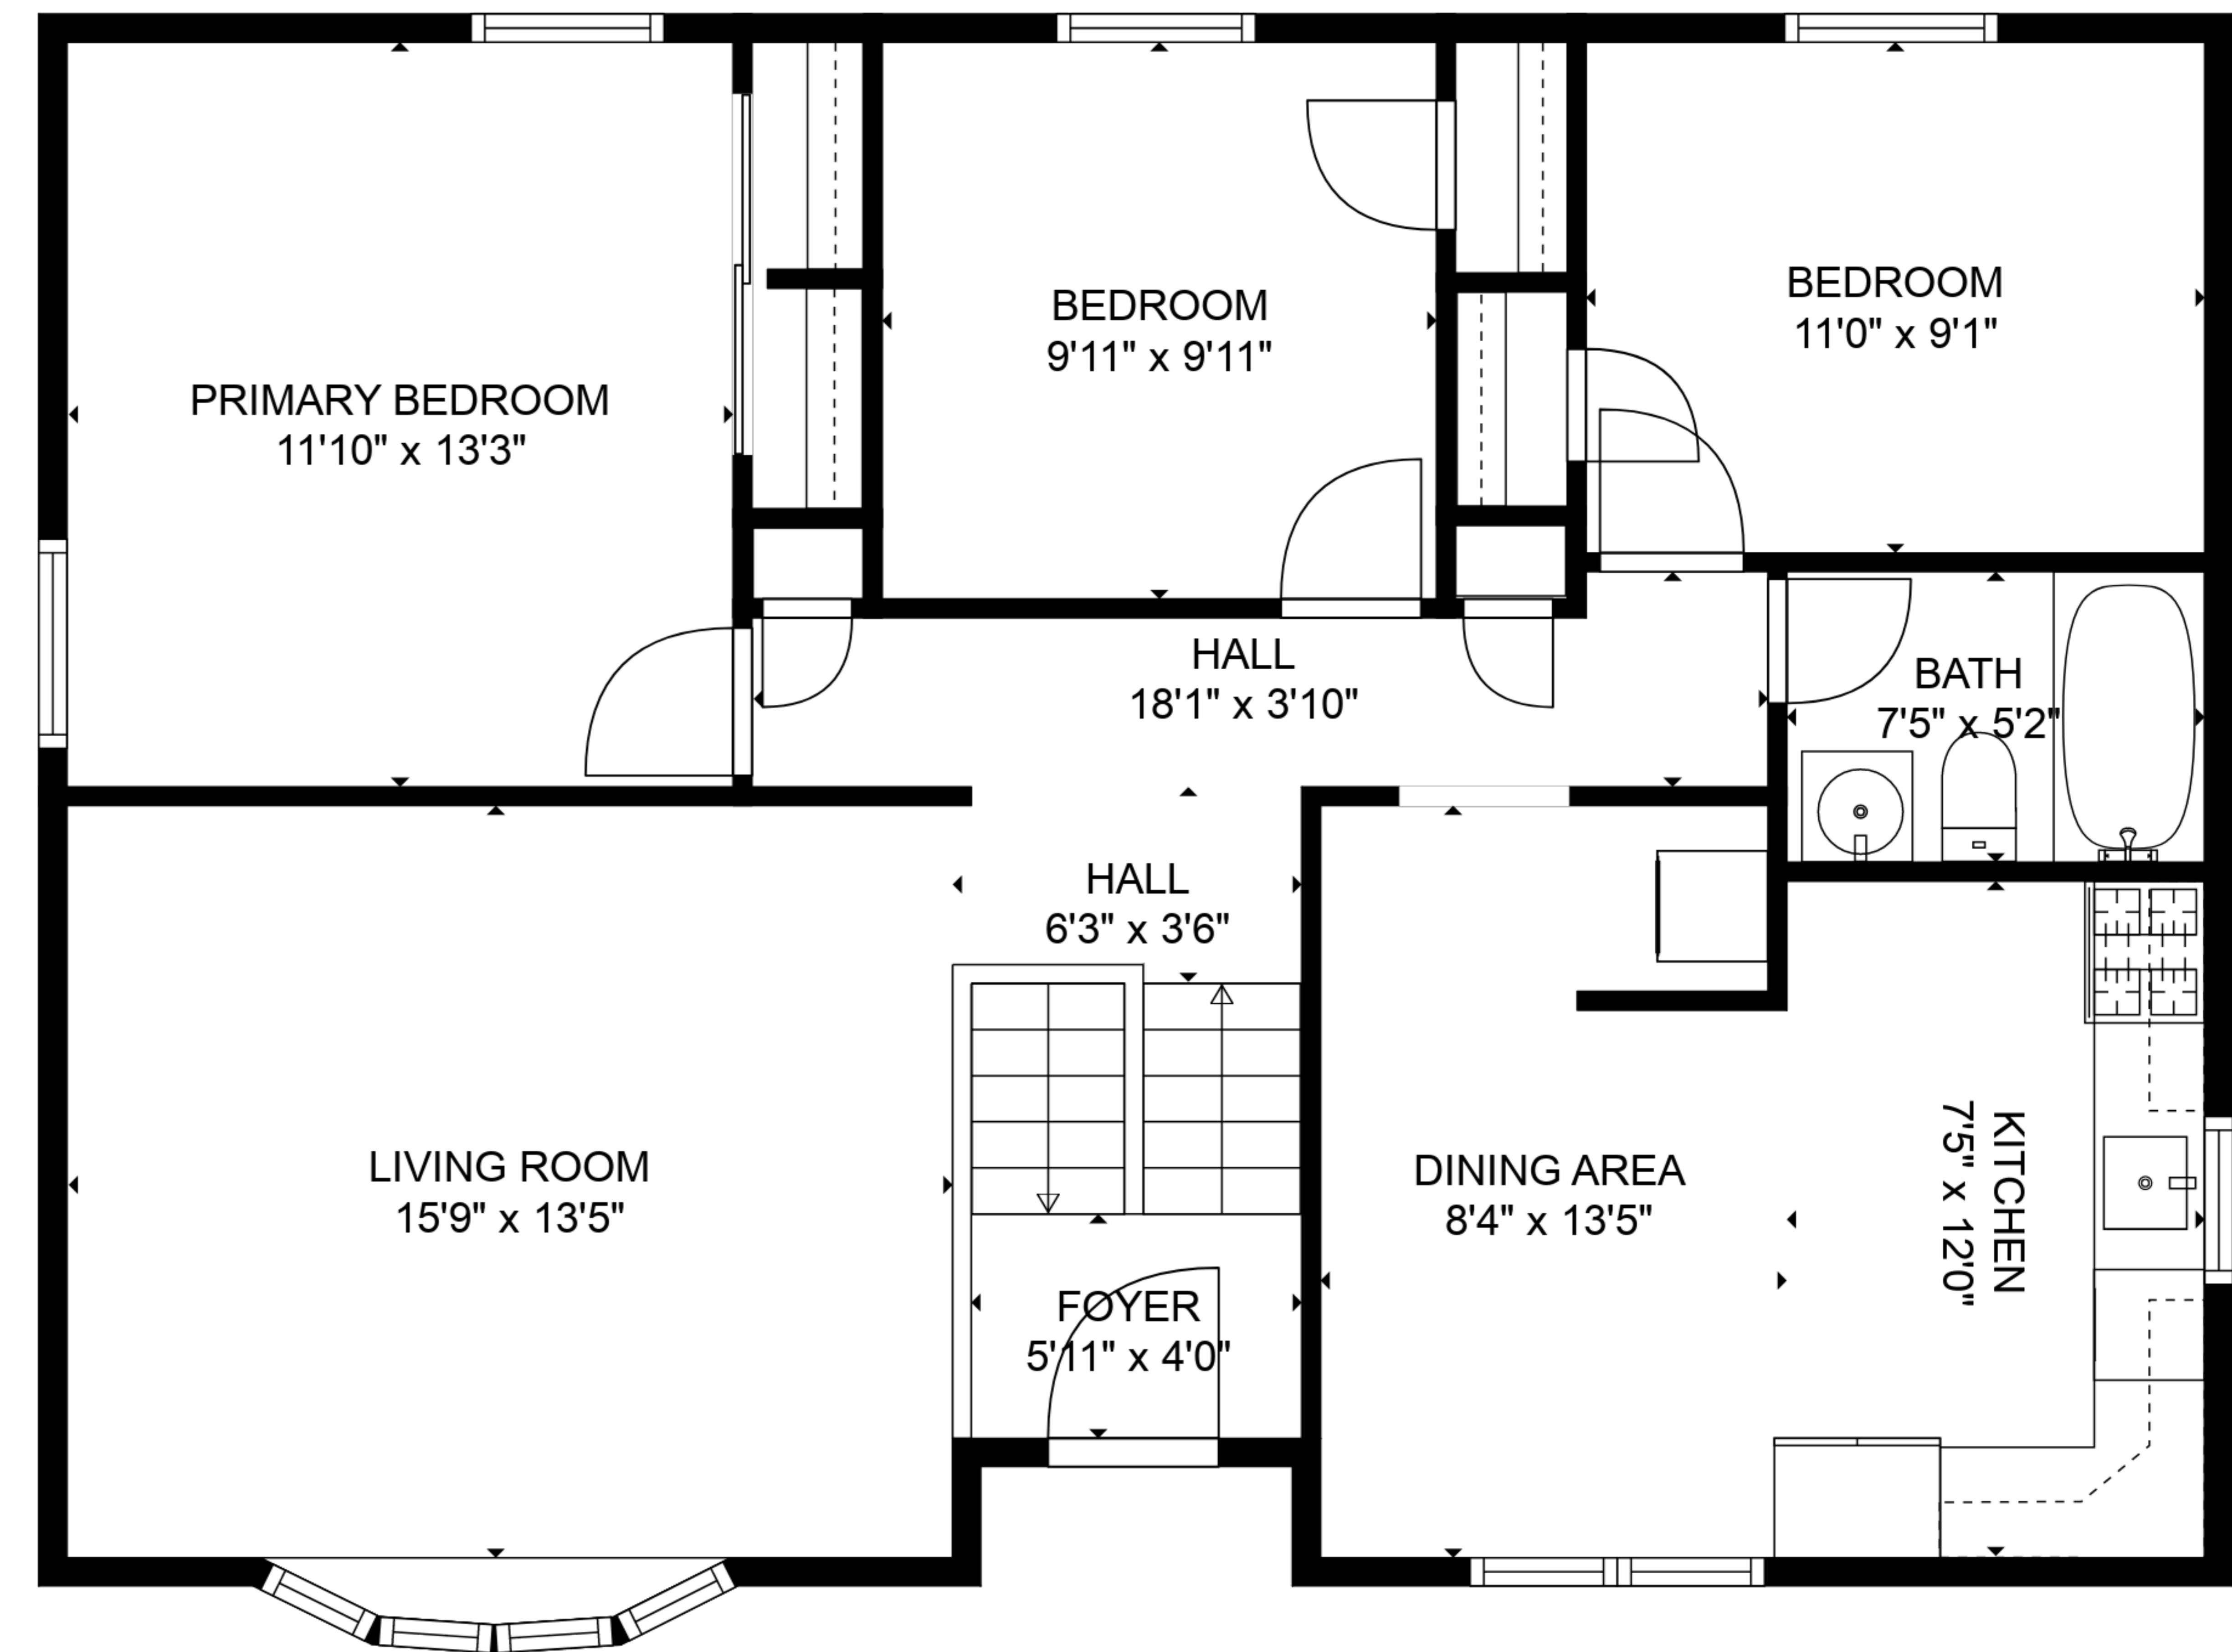 BEDROOM
11'0" x 9'1"
BEDROOM
9'11" x 9'11"
PRIMARY BEDROOM
11'10" x 13'3"
HALL
18'1" x 3'10"
BATH
7'5" x 5'2"
HALL
6'3" x 3'6"
LIVING ROOM
15'9" x 13'5"
DINING AREA
8'4" x 13'5"
KITCHEN
7'5" x 12'0"
FOYER
5'11" x 4'0"